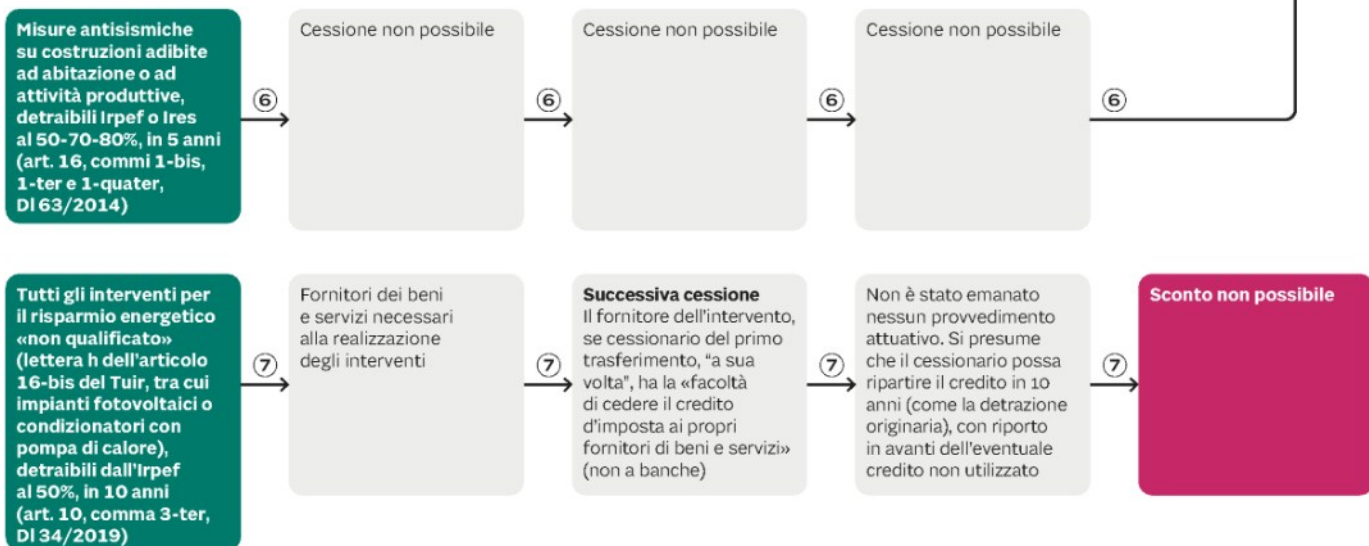 Misure antisismiche
su costruzioni adibite
ad abitazione o ad
attività produttive,
detraibili Irpef o Ires
al 50-70-80%, in 5 anni
(art. 16, commi 1-bis,
1-ter e 1-quater,
Dl 63/2014)
6
Cessione non possibile
6
Cessione non possibile
6
Cessione non possibile
6
Tutti gli interventi per
il risparmio energetico
«non qualificato»
(lettera h dell'articolo
16-bis del Tuir, tra cui
impianti fotovoltaici o
condizionatori con
pompa di calore),
detraibili dall'Irpef
al 50%, in 10 anni
(art. 10, comma 3-ter,
Dl 34/2019)
7
Fornitori dei beni
e servizi necessari
alla realizzazione
degli interventi
7
Successiva cessione
Il fornitore dell'intervento,
se cessionario del primo
trasferimento, "a sua
volta", ha la «facoltà
di cedere il credito
d'imposta ai propri
fornitori di beni e servizi»
(non a banche)
7
Non è stato emanato
nessun provvedimento
attuativo. Si presume
che il cessionario possa
ripartire il credito in 10
anni (come la detrazione
originaria), con riporto
in avanti dell'eventuale
credito non utilizzato
7
Sconto non possibile